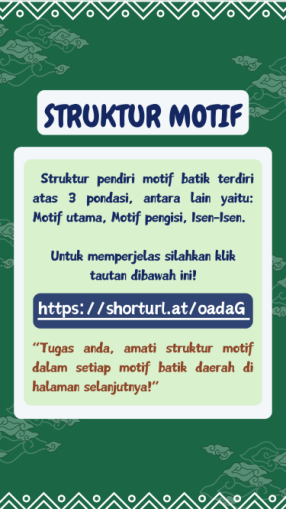 STRUKTUR MOTIF
Struktur pendiri motif batik terdiri
atas 3 pondasi, antara lain yaitu:
Motif utama, Motif pengisi, Isen-Isen.
Untuk memperjelas silahkan klik
tautan dibawah ini!
https://shorturl.at/oadaG
“Tugas anda, amati struktur motif
dalam setiap motif batik daerah di
halaman selanjutnya!”